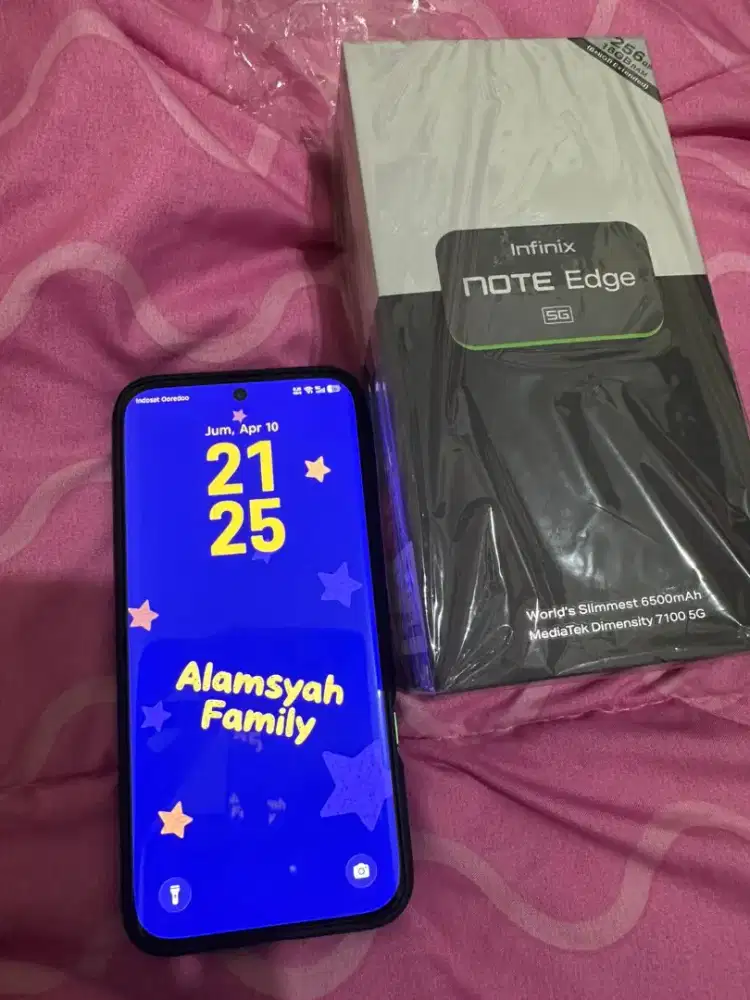 256GB
Infinix
NOTE Edge
5G
World's Slimmest 6500mAh
MediaTek Dimensity 7100 5G
Indosat Ooredoo
Jum, Apr 10
21
25
Alamsyah
Family